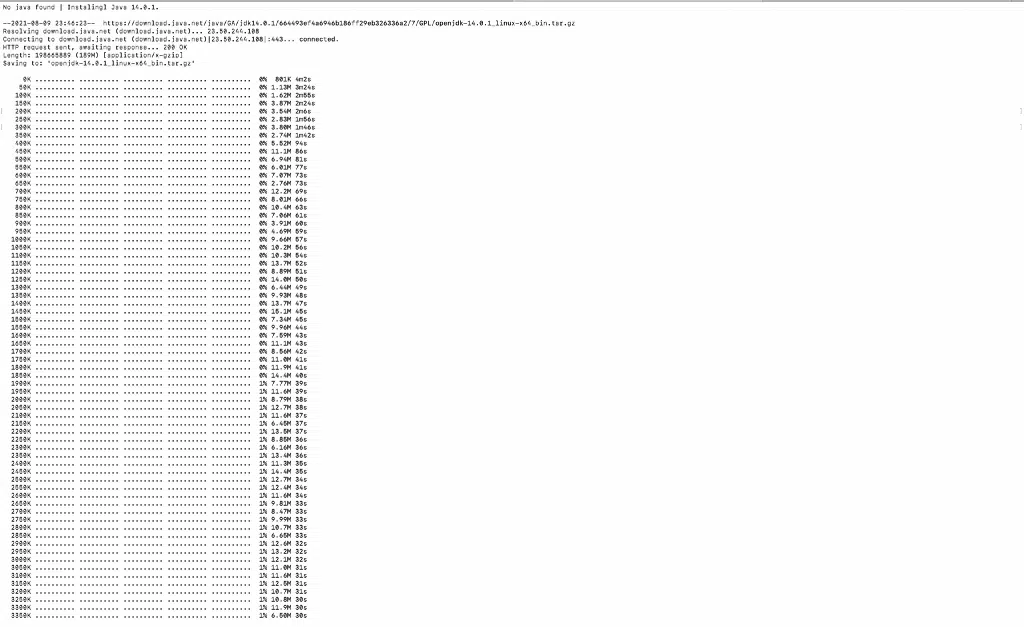 No java found | Instalingl Java 14.0.1.
--2021-08-09 23:46:23-- https://download.java.net/java/GA/jdk14.0.1/664493ef4a6946b186ff29eb326336a2/7/GPL/openjdk-14.0.1_linux-x64_bin.tar.gz
Resolving download.java.net (download.java.net)... 23.50.244.108
Connecting to download.java.net (download.java.net)|23.50.244.108|:443... connected.
HTTP request sent, awaiting response... 200 OK
Length: 198665889 (189M) [application/x-gzip]
Saving to: 'openjdk-14.0.1_linux-x64_bin.tar.gz'
0K .......... .......... .......... .......... .......... 0% 801K 4m2s
50K .......... .......... .......... .......... .......... 0% 1.13M 3m24s
100K .......... .......... .......... .......... .......... 0% 1.62M 2m55s
150K .......... .......... .......... .......... .......... 0% 3.87M 2m24s
200K .......... .......... .......... .......... .......... 0% 3.54M 2m6s
250K .......... .......... .......... .......... .......... 0% 2.83M 1m56s
300K .......... .......... .......... .......... .......... 0% 3.80M 1m46s
350K .......... .......... .......... .......... .......... 0% 2.74M 1m42s
400K .......... .......... .......... .......... .......... 0% 5.52M 94s
450K .......... .......... .......... .......... .......... 0% 11.1M 86s
500K .......... .......... .......... .......... .......... 0% 6.94M 81s
550K .......... .......... .......... .......... .......... 0% 6.01M 77s
600K .......... .......... .......... .......... .......... 0% 7.07M 73s
650K .......... .......... .......... .......... .......... 0% 2.76M 73s
700K .......... .......... .......... .......... .......... 0% 12.2M 69s
750K .......... .......... .......... .......... .......... 0% 8.01M 66s
800K .......... .......... .......... .......... .......... 0% 10.4M 63s
850K .......... .......... .......... .......... .......... 0% 7.06M 61s
900K .......... .......... .......... .......... .......... 0% 3.91M 60s
950K .......... .......... .......... .......... .......... 0% 4.69M 59s
1000K .......... .......... .......... .......... .......... 0% 9.66M 57s
1050K .......... .......... .......... .......... .......... 0% 10.2M 56s
1100K .......... .......... .......... .......... .......... 0% 10.3M 54s
1150K .......... .......... .......... .......... .......... 0% 13.7M 52s
1200K .......... .......... .......... .......... .......... 0% 8.89M 51s
1250K .......... .......... .......... .......... .......... 0% 14.0M 50s
1300K .......... .......... .......... .......... .......... 0% 6.44M 49s
1350K .......... .......... .......... .......... .......... 0% 9.93M 48s
1400K .......... .......... .......... .......... .......... 0% 13.7M 47s
1450K .......... .......... .......... .......... .......... 0% 15.1M 45s
1500K .......... .......... .......... .......... .......... 0% 7.34M 45s
1550K .......... .......... .......... .......... .......... 0% 9.96M 44s
1600K .......... .......... .......... .......... .......... 0% 7.59M 43s
1650K .......... .......... .......... .......... .......... 0% 11.1M 43s
1700K .......... .......... .......... .......... .......... 0% 8.56M 42s
1750K .......... .......... .......... .......... .......... 0% 11.0M 41s
1800K .......... .......... .......... .......... .......... 0% 11.9M 41s
1850K .......... .......... .......... .......... .......... 0% 14.4M 40s
1900K .......... .......... .......... .......... .......... 1% 7.77M 39s
1950K .......... .......... .......... .......... .......... 1% 11.6M 39s
2000K .......... .......... .......... .......... .......... 1% 8.79M 38s
2050K .......... .......... .......... .......... .......... 1% 12.7M 38s
2100K .......... .......... .......... .......... .......... 1% 11.6M 37s
2150K .......... .......... .......... .......... .......... 1% 6.45M 37s
2200K .......... .......... .......... .......... .......... 1% 13.5M 37s
2250K .......... .......... .......... .......... .......... 1% 8.85M 36s
2300K .......... .......... .......... .......... .......... 1% 6.16M 36s
2350K .......... .......... .......... .......... .......... 1% 13.4M 36s
2400K .......... .......... .......... .......... .......... 1% 11.3M 35s
2450K .......... .......... .......... .......... .......... 1% 14.4M 35s
2500K .......... .......... .......... .......... .......... 1% 12.7M 34s
2550K .......... .......... .......... .......... .......... 1% 12.4M 34s
2600K .......... .......... .......... .......... .......... 1% 11.6M 34s
2650K .......... .......... .......... .......... .......... 1% 9.81M 33s
2700K .......... .......... .......... .......... .......... 1% 8.47M 33s
2750K .......... .......... .......... .......... .......... 1% 9.99M 33s
2800K .......... .......... .......... .......... .......... 1% 10.7M 33s
2850K .......... .......... .......... .......... .......... 1% 6.65M 33s
2900K .......... .......... .......... .......... .......... 1% 12.6M 32s
2950K .......... .......... .......... .......... .......... 1% 13.2M 32s
3000K .......... .......... .......... .......... .......... 1% 12.1M 32s
3050K .......... .......... .......... .......... .......... 1% 11.0M 31s
3100K .......... .......... .......... .......... .......... 1% 11.6M 31s
3150K .......... .......... .......... .......... .......... 1% 12.5M 31s
3200K .......... .......... .......... .......... .......... 1% 10.7M 31s
3250K .......... .......... .......... .......... .......... 1% 10.8M 30s
3300K .......... .......... .......... .......... .......... 1% 11.9M 30s
3350K .......... .......... .......... .......... .......... 1% 6.50M 30s